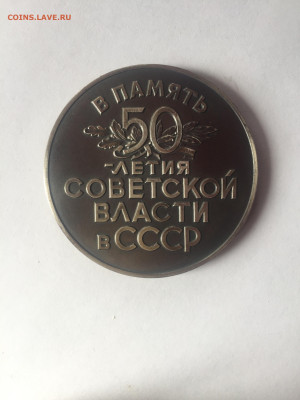 COINS.LAVE.RU
В ПАМЯТЬ
50
-ЛЕТИЯ
СОВЕТСКОЙ
ВЛАСТИ
в СССР